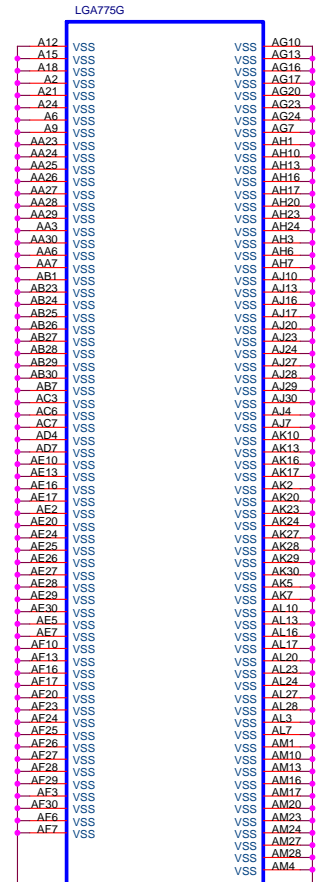 LGA775G
A12 VSS VSS AG10
A15 VSS VSS AG13
A18 VSS VSS AG16
A2 VSS VSS AG17
A21 VSS VSS AG20
A24 VSS VSS AG23
A6 VSS VSS AG24
A9 VSS VSS AG7
AA23 VSS VSS AH1
AA24 VSS VSS AH10
AA25 VSS VSS AH13
AA26 VSS VSS AH16
AA27 VSS VSS AH17
AA28 VSS VSS AH20
AA29 VSS VSS AH23
AA3 VSS VSS AH24
AA30 VSS VSS AH3
AA6 VSS VSS AH6
AA7 VSS VSS AH7
AB1 VSS VSS AJ10
AB23 VSS VSS AJ13
AB24 VSS VSS AJ16
AB25 VSS VSS AJ17
AB26 VSS VSS AJ20
AB27 VSS VSS AJ23
AB28 VSS VSS AJ24
AB29 VSS VSS AJ27
AB30 VSS VSS AJ28
AB7 VSS VSS AJ29
AC3 VSS VSS AJ30
AC6 VSS VSS AJ4
AC7 VSS VSS AJ7
AD4 VSS VSS AK10
AD7 VSS VSS AK13
AE10 VSS VSS AK16
AE13 VSS VSS AK17
AE16 VSS VSS AK2
AE17 VSS VSS AK20
AE2 VSS VSS AK23
AE20 VSS VSS AK24
AE24 VSS VSS AK27
AE25 VSS VSS AK28
AE26 VSS VSS AK29
AE27 VSS VSS AK30
AE28 VSS VSS AK5
AE29 VSS VSS AK7
AE30 VSS VSS AL10
AE5 VSS VSS AL13
AE7 VSS VSS AL16
AF10 VSS VSS AL17
AF13 VSS VSS AL20
AF16 VSS VSS AL23
AF17 VSS VSS AL24
AF20 VSS VSS AL27
AF23 VSS VSS AL28
AF24 VSS VSS AL3
AF25 VSS VSS AL7
AF26 VSS VSS AM1
AF27 VSS VSS AM10
AF28 VSS VSS AM13
AF29 VSS VSS AM16
AF3 VSS VSS AM17
AF30 VSS VSS AM20
AF6 VSS VSS AM23
AF7 VSS VSS AM24
VSS AM27
VSS AM28
VSS AM4